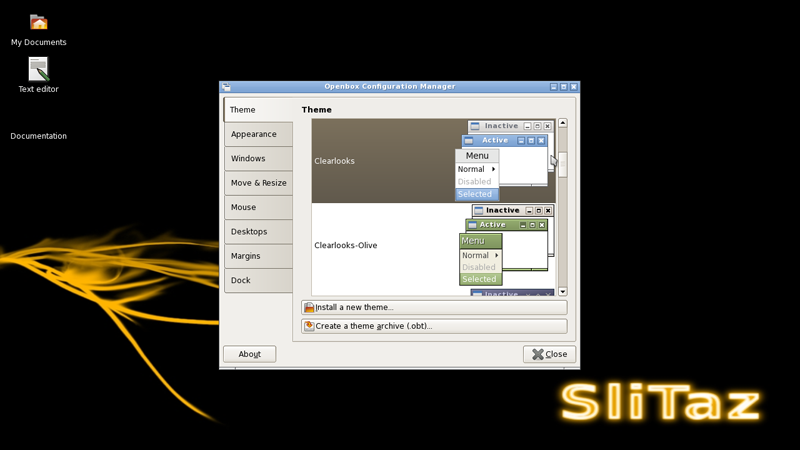 My Documents
Text editor
Documentation
Openbox Configuration Manager
Theme
Appearance
Windows
Move & Resize
Mouse
Desktops
Margins
Dock
Theme
Clearlooks
Inactive
Active
Menu
Normal
Disabled
Selected
Clearlooks-Olive
Inactive
Active
Menu
Normal
Disabled
Selected
Inactive
Install a new theme...
Create a theme archive (.obt)...
About
Close
SliTaz